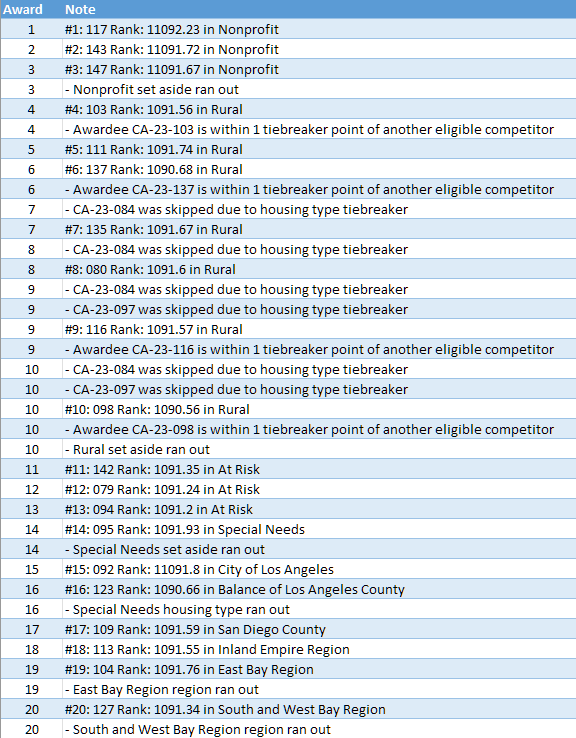 Award Note
1 #1: 117 Rank: 11092.23 in Nonprofit
2 #2: 143 Rank: 11091.72 in Nonprofit
3 #3: 147 Rank: 11091.67 in Nonprofit
3 - Nonprofit set aside ran out
4 #4: 103 Rank: 1091.56 in Rural
4 - Awardee CA-23-103 is within 1 tiebreaker point of another eligible competitor
5 #5: 111 Rank: 1091.74 in Rural
6 #6: 137 Rank: 1090.68 in Rural
6 - Awardee CA-23-137 is within 1 tiebreaker point of another eligible competitor
7 - CA-23-084 was skipped due to housing type tiebreaker
7 #7: 135 Rank: 1091.67 in Rural
8 - CA-23-084 was skipped due to housing type tiebreaker
8 #8: 080 Rank: 1091.6 in Rural
9 - CA-23-084 was skipped due to housing type tiebreaker
9 - CA-23-097 was skipped due to housing type tiebreaker
9 #9: 116 Rank: 1091.57 in Rural
9 - Awardee CA-23-116 is within 1 tiebreaker point of another eligible competitor
10 - CA-23-084 was skipped due to housing type tiebreaker
10 - CA-23-097 was skipped due to housing type tiebreaker
10 #10: 098 Rank: 1090.56 in Rural
10 - Awardee CA-23-098 is within 1 tiebreaker point of another eligible competitor
10 - Rural set aside ran out
11 #11: 142 Rank: 1091.35 in At Risk
12 #12: 079 Rank: 1091.24 in At Risk
13 #13: 094 Rank: 1091.2 in At Risk
14 #14: 095 Rank: 1091.93 in Special Needs
14 - Special Needs set aside ran out
15 #15: 092 Rank: 11091.8 in City of Los Angeles
16 #16: 123 Rank: 1090.66 in Balance of Los Angeles County
16 - Special Needs housing type ran out
17 #17: 109 Rank: 1091.59 in San Diego County
18 #18: 113 Rank: 1091.55 in Inland Empire Region
19 #19: 104 Rank: 1091.76 in East Bay Region
19 - East Bay Region region ran out
20 #20: 127 Rank: 1091.34 in South and West Bay Region
20 - South and West Bay Region region ran out